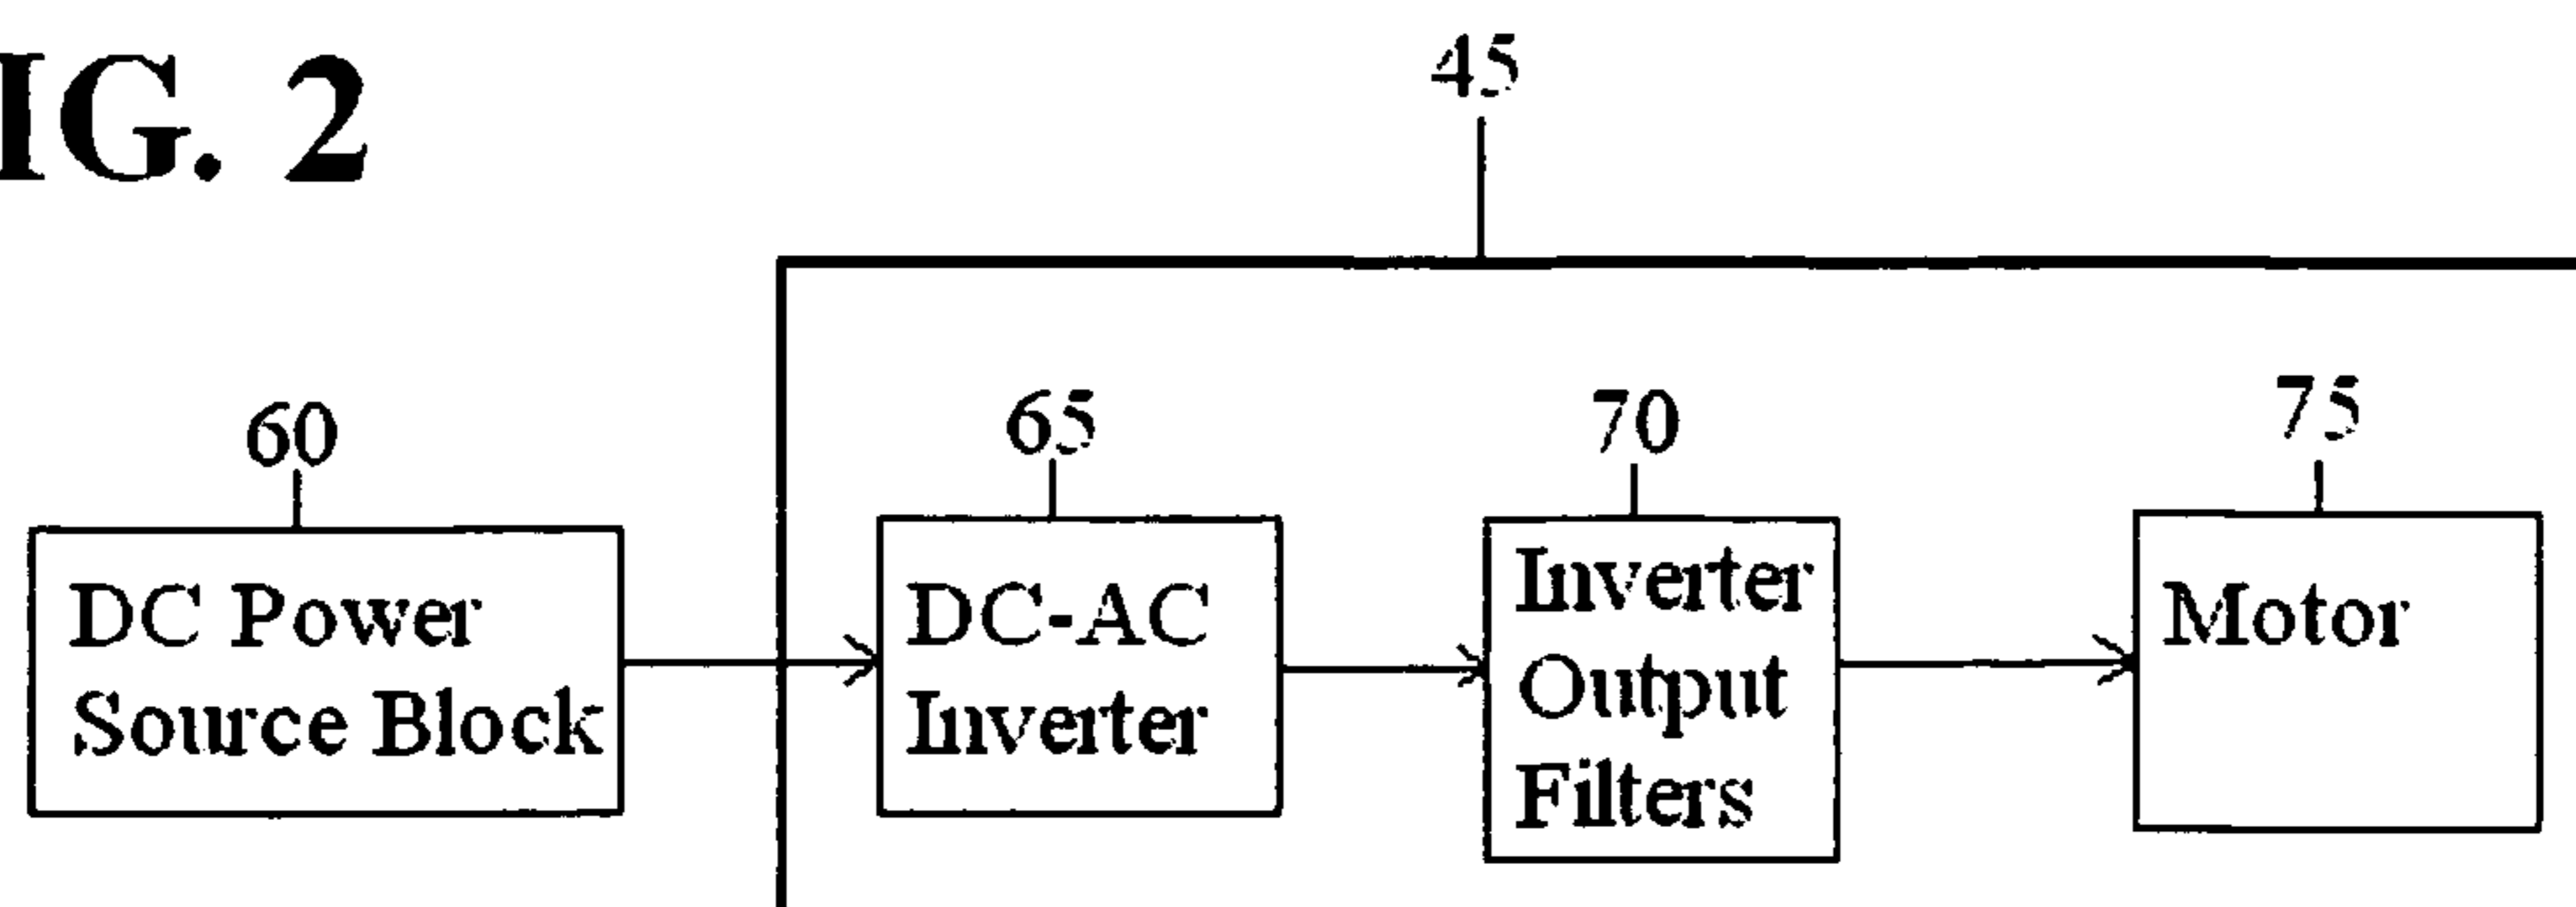 IG. 2
45
60
65
70
75
DC Power
Source Block
DC-AC
Inverter
Inverter
Output
Filters
Motor